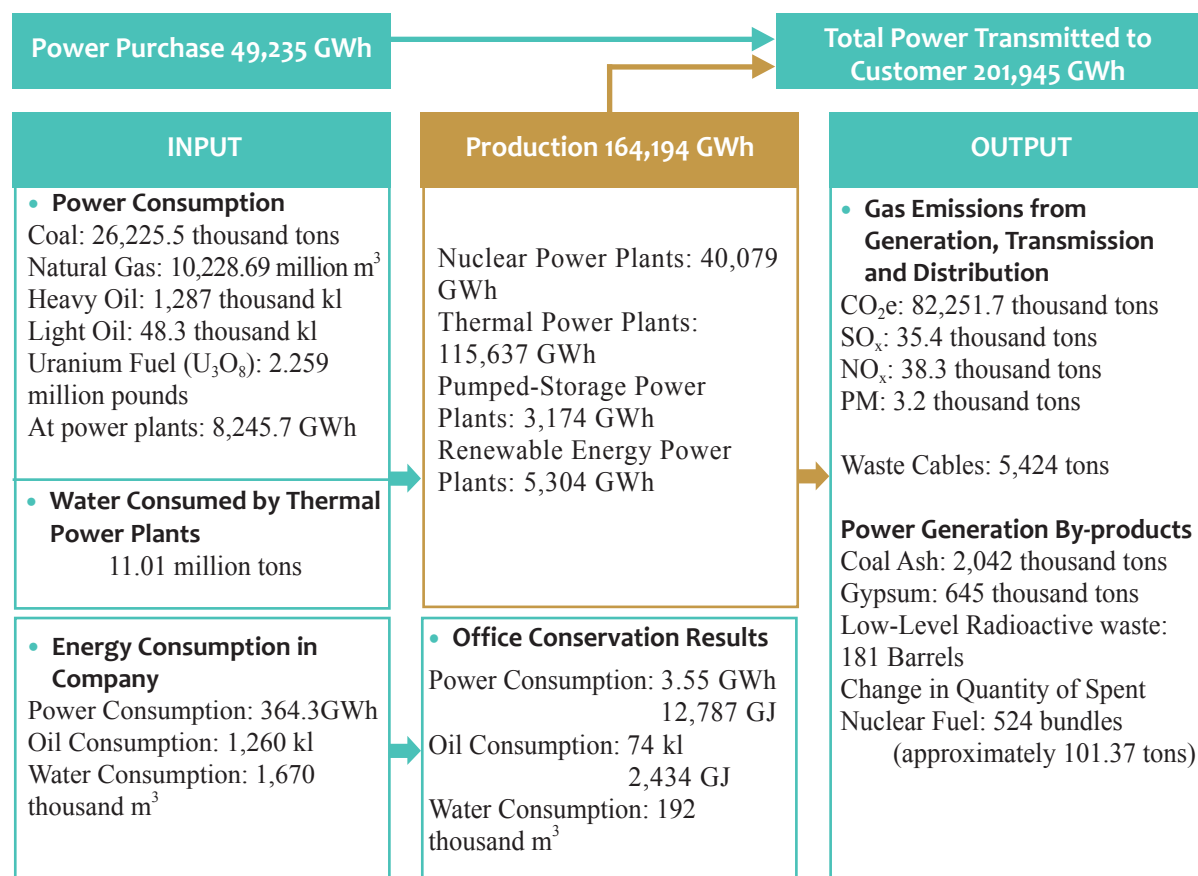 Power Purchase 49,235 GWh
Total Power Transmitted to
Customer 201,945 GWh
INPUT
• Power Consumption
Coal: 26,225.5 thousand tons
Natural Gas: 10,228.69 million m³
Heavy Oil: 1,287 thousand kl
Light Oil: 48.3 thousand kl
Uranium Fuel (U₃O₈): 2.259
million pounds
At power plants: 8,245.7 GWh
• Water Consumed by Thermal
Power Plants
11.01 million tons
• Energy Consumption in
Company
Power Consumption: 364.3GWh
Oil Consumption: 1,260 kl
Water Consumption: 1,670
thousand m³
Production 164,194 GWh
Nuclear Power Plants: 40,079
GWh
Thermal Power Plants:
115,637 GWh
Pumped-Storage Power
Plants: 3,174 GWh
Renewable Energy Power
Plants: 5,304 GWh
• Office Conservation Results
Power Consumption: 3.55 GWh
12,787 GJ
Oil Consumption: 74 kl
2,434 GJ
Water Consumption: 192
thousand m³
OUTPUT
• Gas Emissions from
Generation, Transmission
and Distribution
CO₂e: 82,251.7 thousand tons
SOₓ: 35.4 thousand tons
NOₓ: 38.3 thousand tons
PM: 3.2 thousand tons
Waste Cables: 5,424 tons
Power Generation By-products
Coal Ash: 2,042 thousand tons
Gypsum: 645 thousand tons
Low-Level Radioactive waste:
181 Barrels
Change in Quantity of Spent
Nuclear Fuel: 524 bundles
(approximately 101.37 tons)